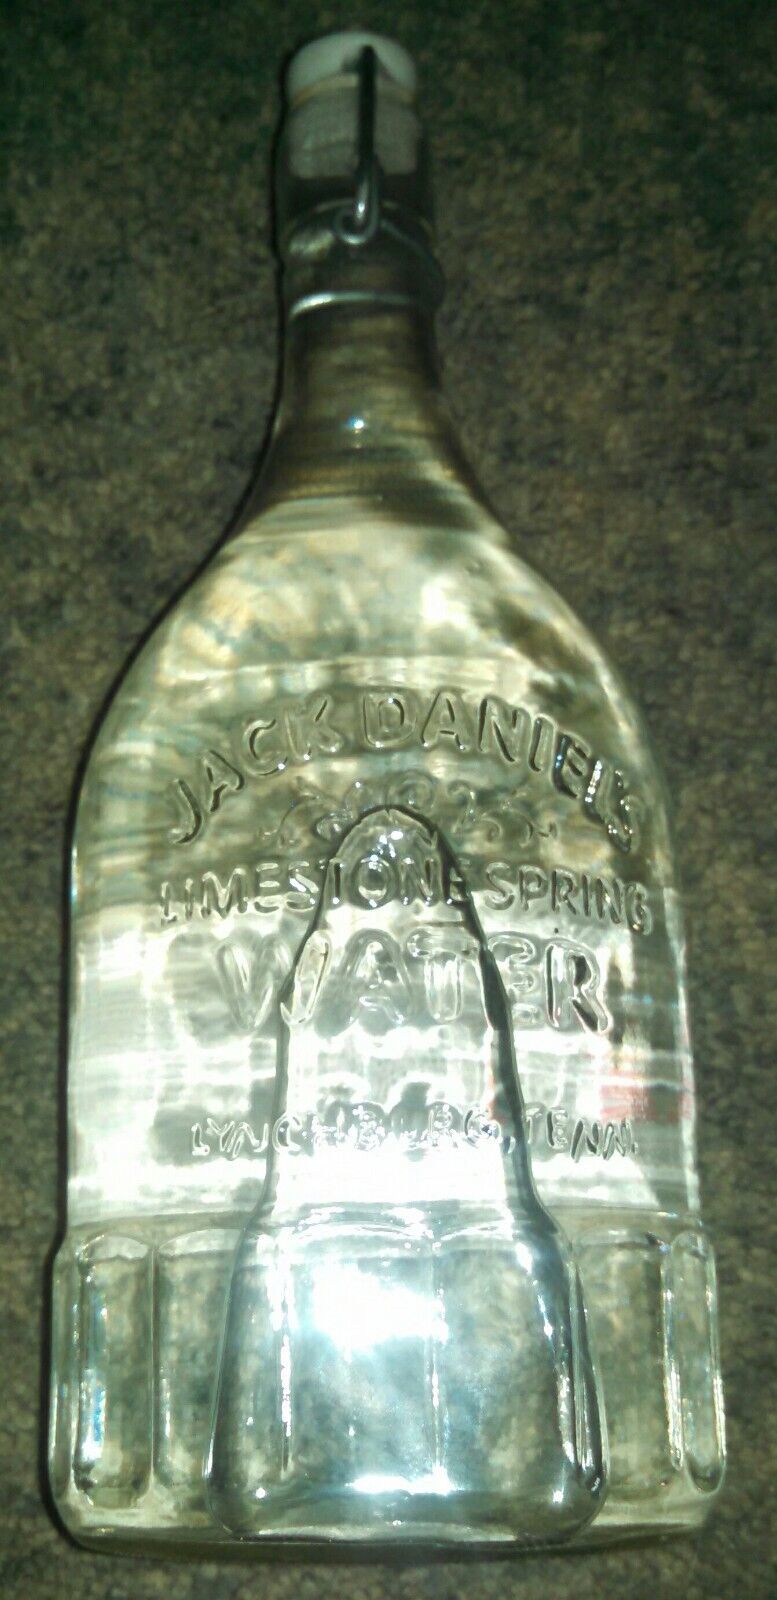 JACK DANIEL'S
LIMESTONE SPRING
WATER
LYNCHBURG, TENN.